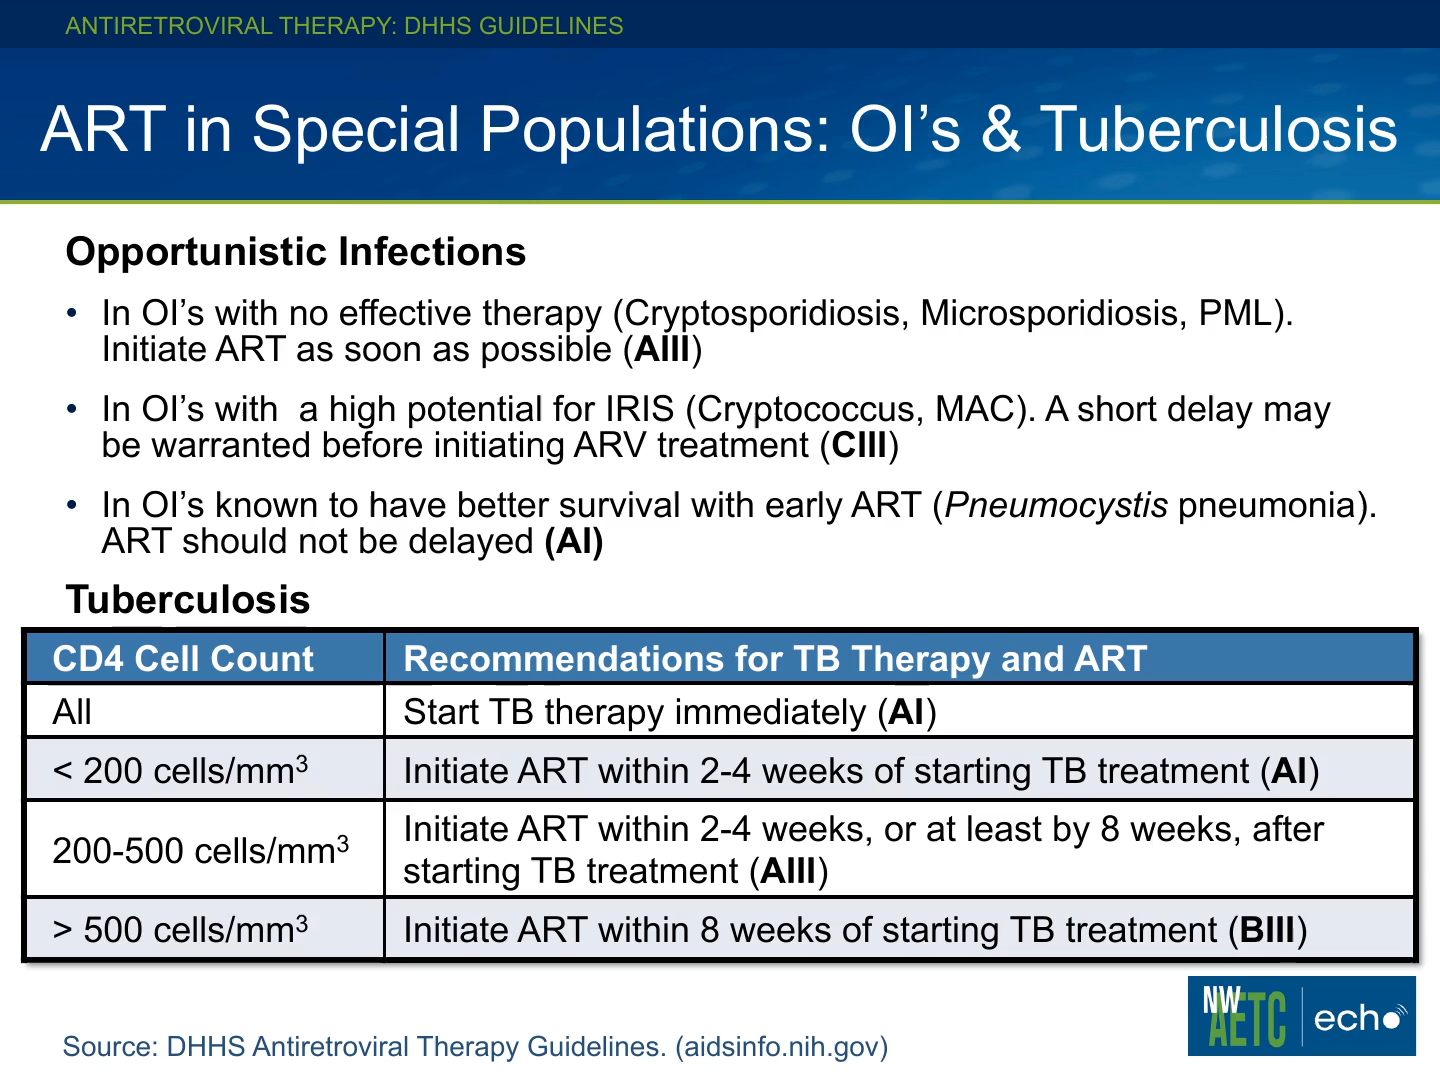 ANTIRETROVIRAL THERAPY: DHHS GUIDELINES
ART in Special Populations: OI’s & Tuberculosis
Opportunistic Infections
• In OI’s with no effective therapy (Cryptosporidiosis, Microsporidiosis, PML).
Initiate ART as soon as possible (AIII)
• In OI’s with  a high potential for IRIS (Cryptococcus, MAC). A short delay may
be warranted before initiating ARV treatment (CIII)
• In OI’s known to have better survival with early ART (Pneumocystis pneumonia).
ART should not be delayed (AI)
Tuberculosis
CD4 Cell Count Recommendations for TB Therapy and ART
All Start TB therapy immediately (AI)
< 200 cells/mm³ Initiate ART within 2-4 weeks of starting TB treatment (AI)
200-500 cells/mm³ Initiate ART within 2-4 weeks, or at least by 8 weeks, after
starting TB treatment (AIII)
> 500 cells/mm³ Initiate ART within 8 weeks of starting TB treatment (BIII)
NW AETC echo
Source: DHHS Antiretroviral Therapy Guidelines. (aidsinfo.nih.gov)